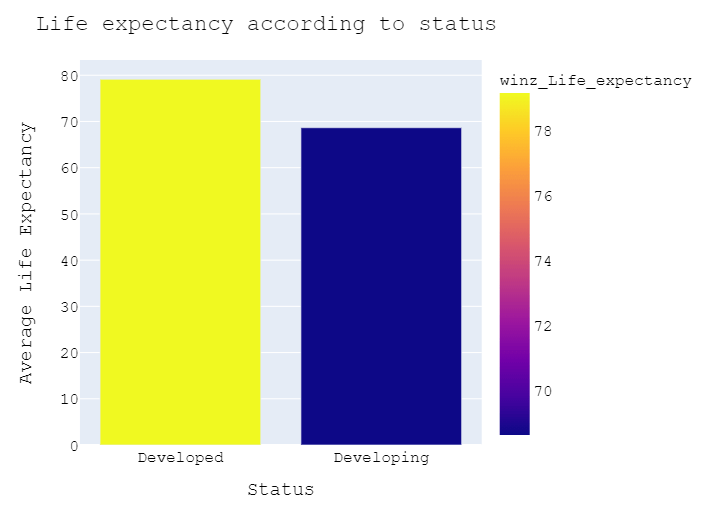 Life expectancy according to status
winz_Life_expectancy
Average Life Expectancy
80
70
60
50
40
30
20
10
0
78
76
74
72
70
Developed
Developing
Status